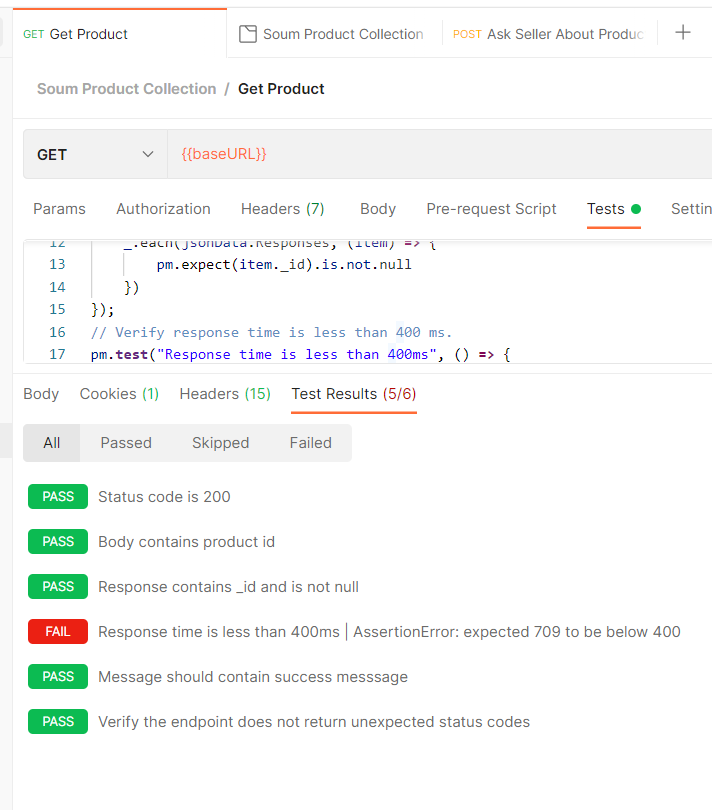 GET Get Product Soum Product Collection POST Ask Seller About Produc
Soum Product Collection / Get Product
GET {{baseURL}}
Params Authorization Headers (7) Body Pre-request Script Tests Settin
12 _.each(jsonData.Responses, (item) => {
13 pm.expect(item._id).is.not.null
14 })
15 });
16 // Verify response time is less than 400 ms.
17 pm.test("Response time is less than 400ms", () => {
Body Cookies (1) Headers (15) Test Results (5/6)
All Passed Skipped Failed
PASS Status code is 200
PASS Body contains product id
PASS Response contains _id and is not null
FAIL Response time is less than 400ms | AssertionError: expected 709 to be below 400
PASS Message should contain success messsage
PASS Verify the endpoint does not return unexpected status codes